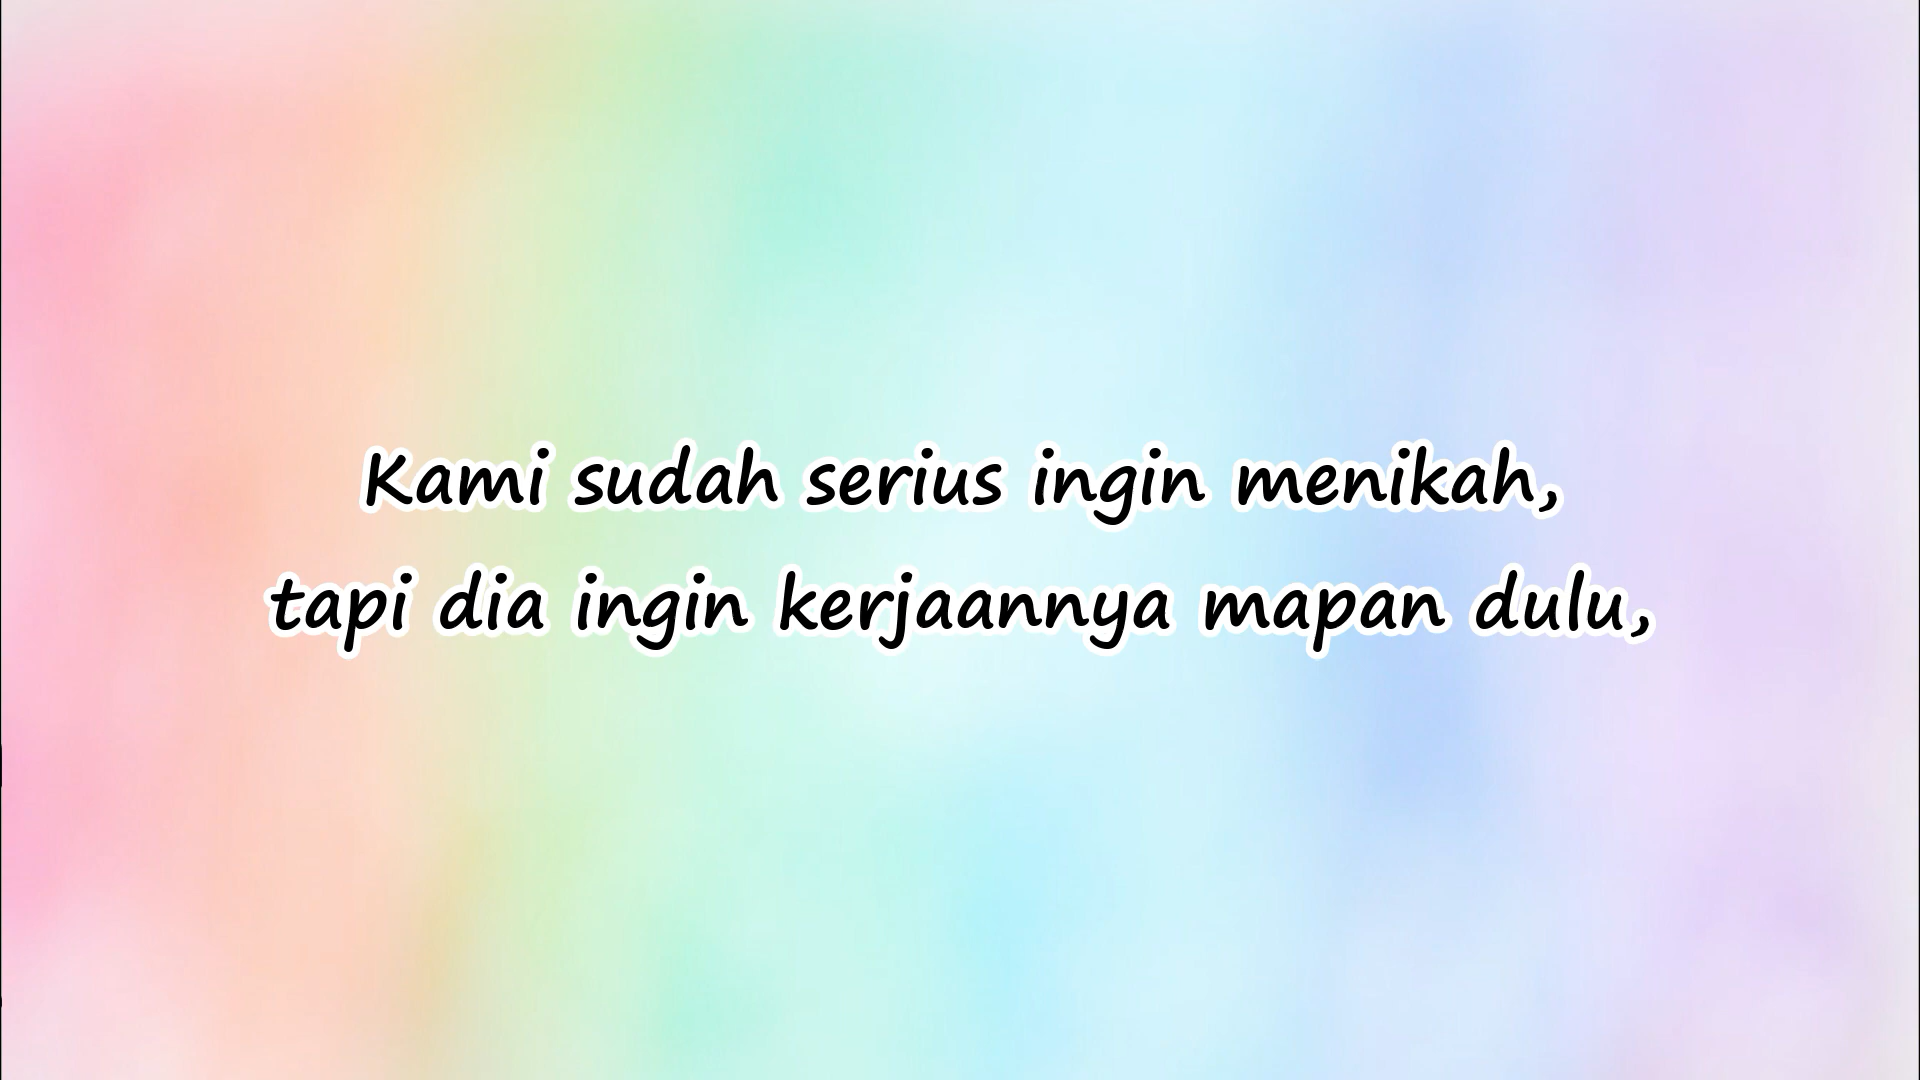 Kami sudah serius ingin menikah,
tapi dia ingin kerjaannya mapan dulu,